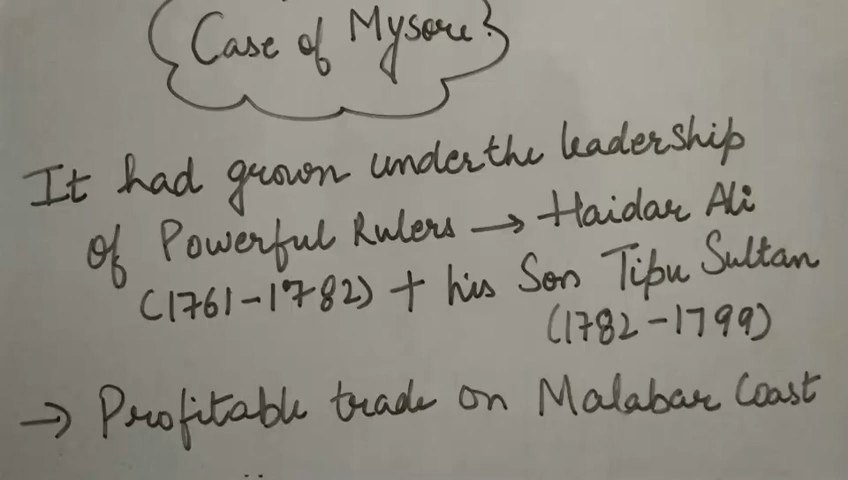 Case of Mysore?
It had grown under the leadership
of Powerful Rulers → Haidar Ali
(1761-1782) + his Son Tipu Sultan
(1782-1799)
→ Profitable trade on Malabar Coast